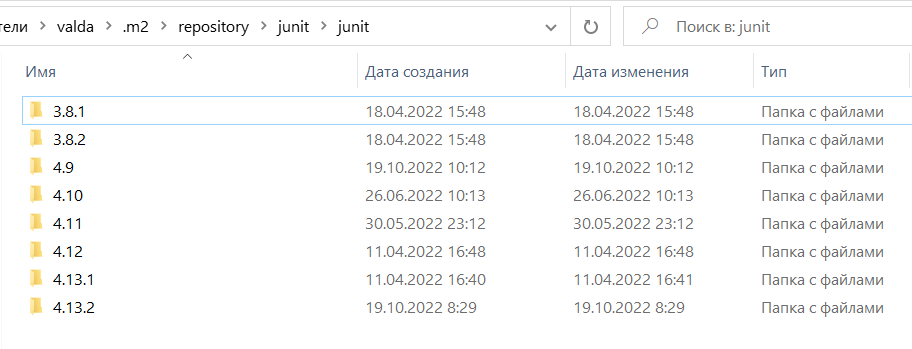 тели > valda > .m2 > repository > junit > junit Поиск в: junit
Имя Дата создания Дата изменения Тип
3.8.1 18.04.2022 15:48 18.04.2022 15:48 Папка с файлами
3.8.2 18.04.2022 15:48 18.04.2022 15:48 Папка с файлами
4.9 19.10.2022 10:12 19.10.2022 10:12 Папка с файлами
4.10 26.06.2022 10:13 26.06.2022 10:13 Папка с файлами
4.11 30.05.2022 23:12 30.05.2022 23:12 Папка с файлами
4.12 11.04.2022 16:48 11.04.2022 16:48 Папка с файлами
4.13.1 11.04.2022 16:40 11.04.2022 16:41 Папка с файлами
4.13.2 19.10.2022 8:29 19.10.2022 8:29 Папка с файлами